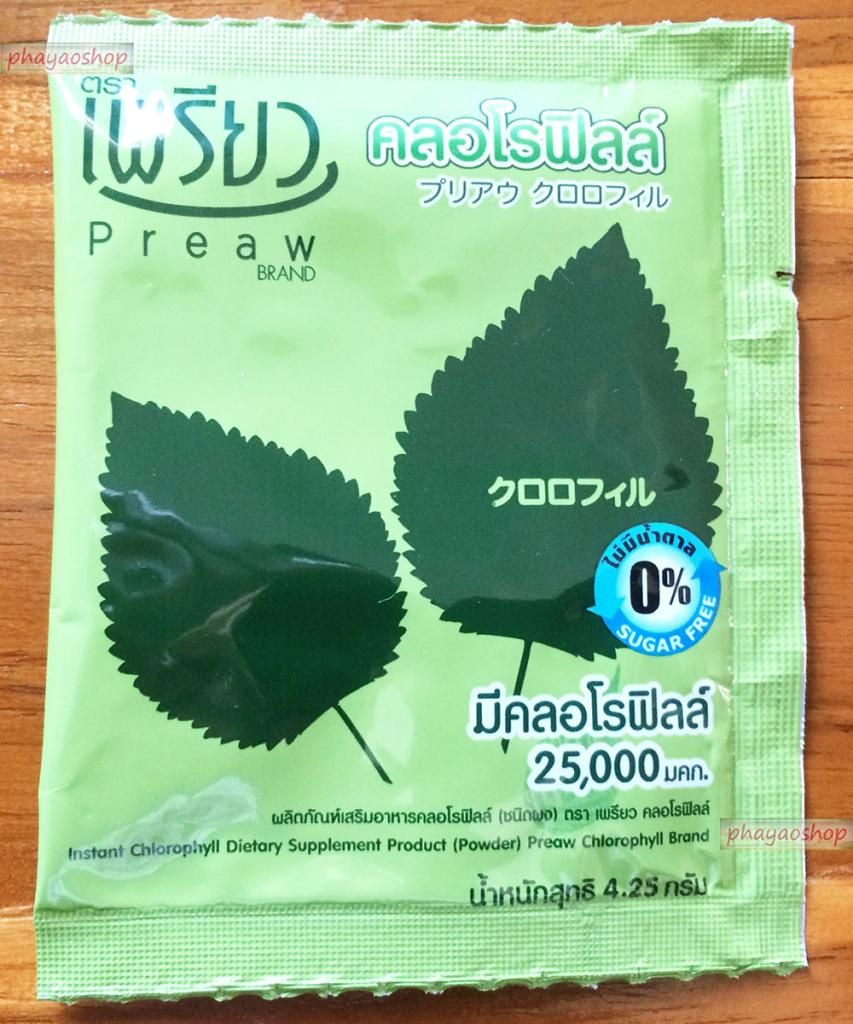 phayaoshop
ตรา
เพรียว
Preaw
BRAND
คลอโรฟิลล์
プリアウ クロロフィル
クロロフィル
ไม่มีน้ำตาล
0%
SUGAR FREE
มีคลอโรฟิลล์
25,000 มคก.
ผลิตภัณฑ์เสริมอาหารคลอโรฟิลล์ (ชนิดผง) ตรา เพรียว คลอโรฟิลล์
phayaoshop
Instant Chlorophyll Dietary Supplement Product (Powder) Preaw Chlorophyll Brand
น้ำหนักสุทธิ 4.25 กรัม